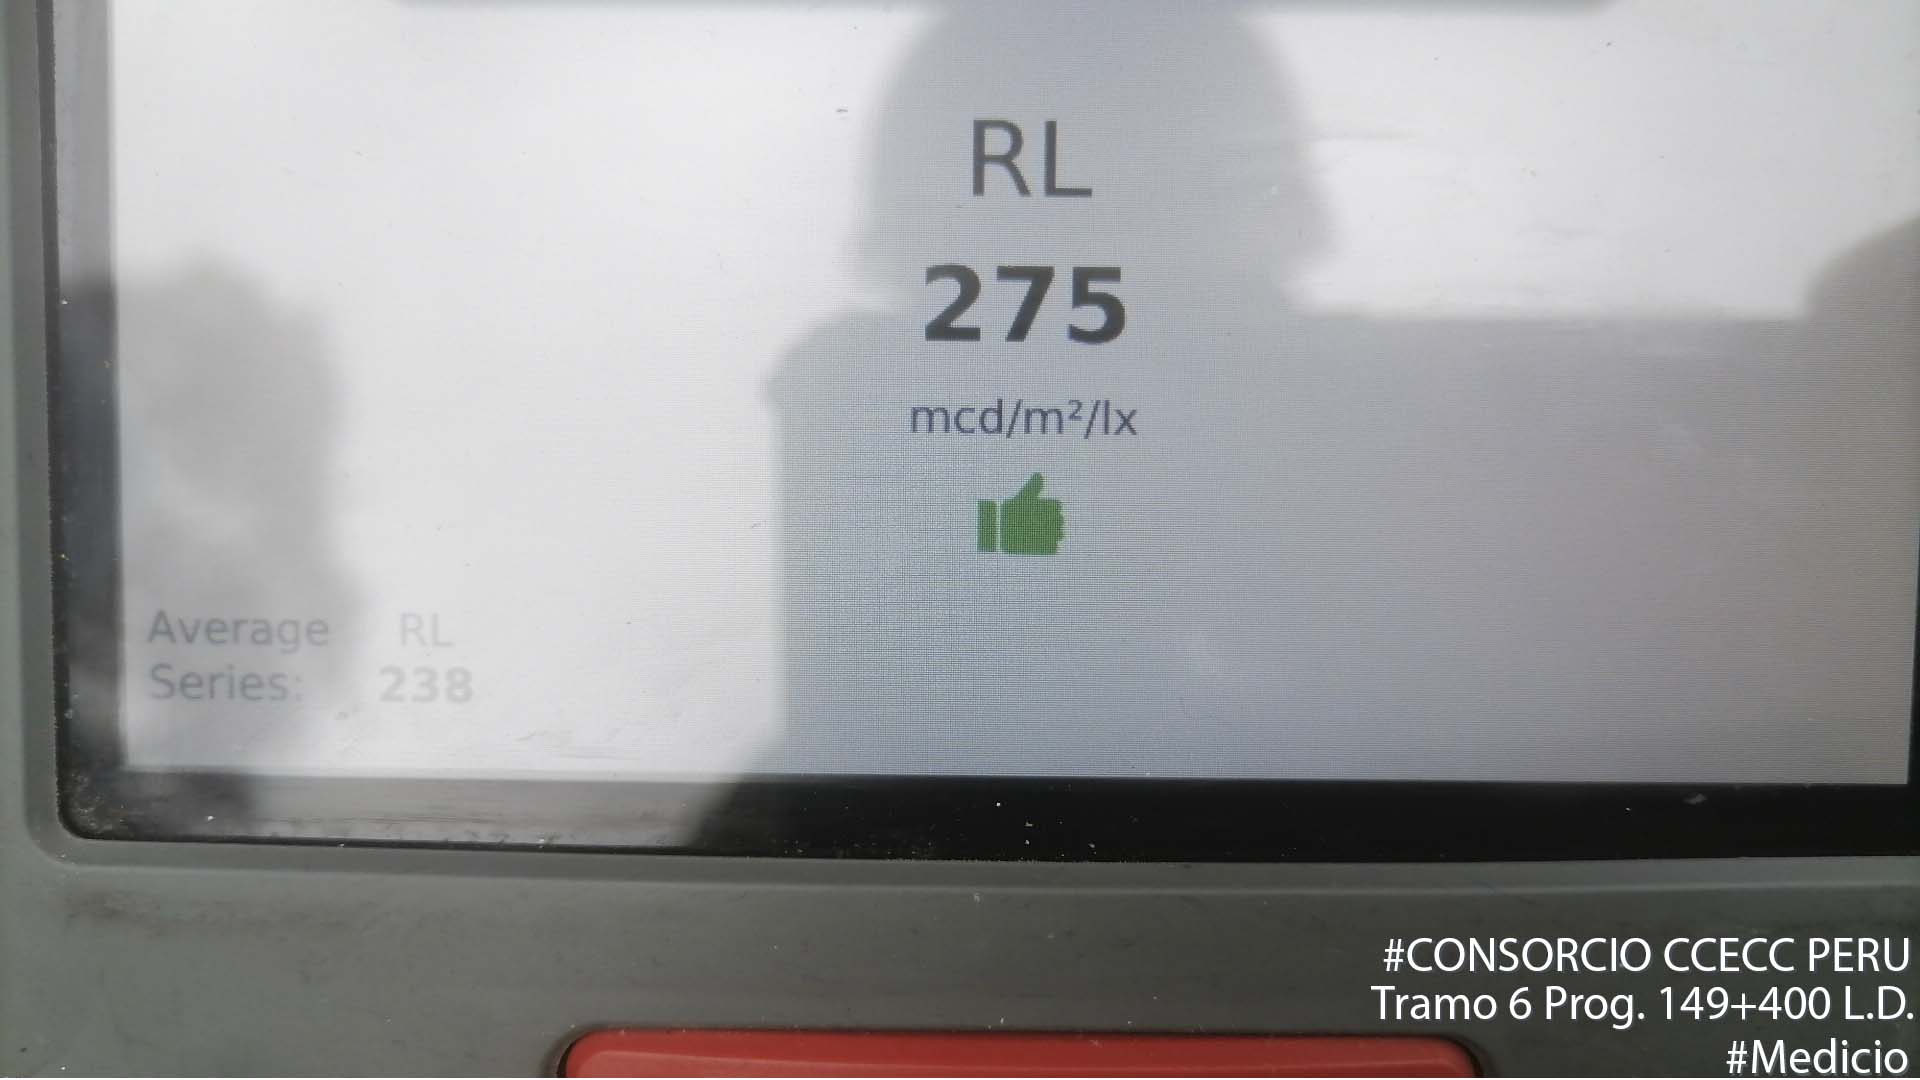 RL
275
mcd/m²/lx
Average RL
Series: 238
#CONSORCIO CCECC PERU
Tramo 6 Prog. 149+400 L.D.
#Medicio